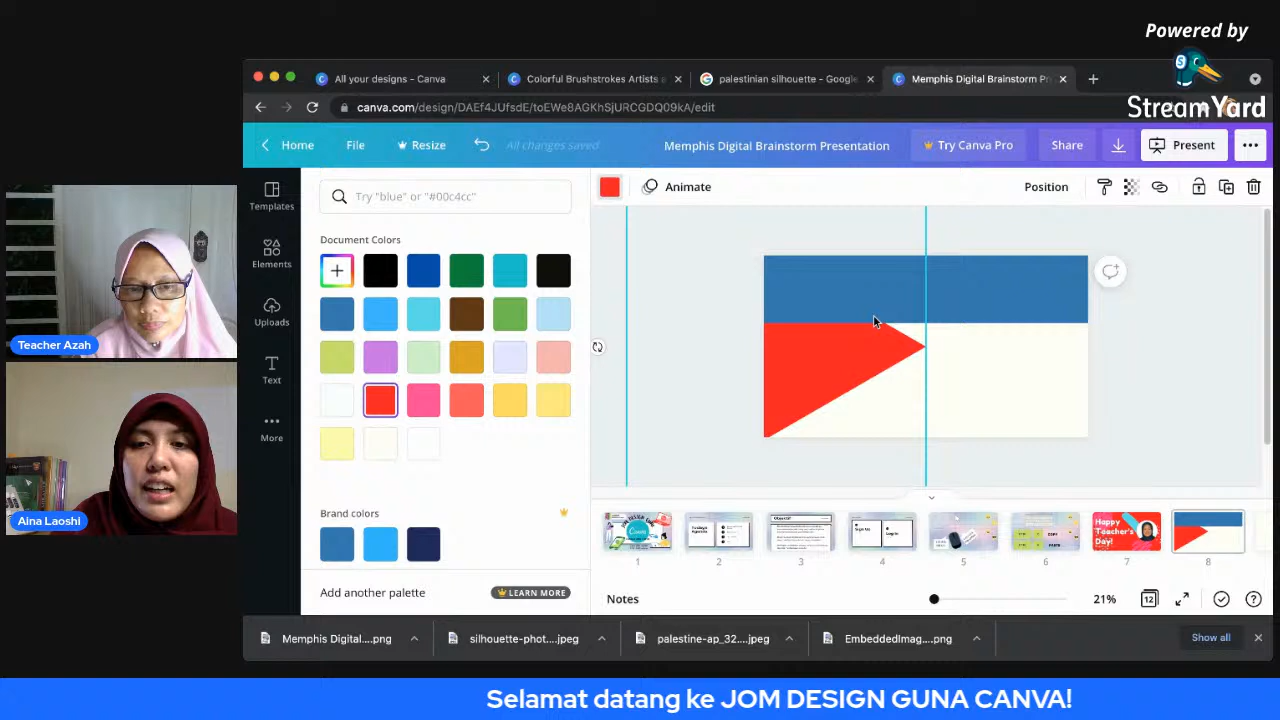 Powered by
StreamYard
All your designs - Canva
Colorful Brushstrokes Artists a
palestinian silhouette - Google
Memphis Digital Brainstorm Pr
canva.com/design/DAEf4JUfsdE/toEWe8AGKhSjURCGDQ09kA/edit
Home
File
Resize
All changes saved
Memphis Digital Brainstorm Presentation
Try Canva Pro
Share
Present
Templates
Elements
Uploads
Text
More
Try "blue" or "#00c4cc"
Animate
Position
Document Colors
Brand colors
Add another palette
LEARN MORE
Happy
Teacher's
Day!
1
2
3
4
5
6
7
8
Notes
21%
12
Memphis Digital....png
silhouette-phot....jpeg
palestine-ap_32....jpeg
EmbeddedImag....png
Show all
Teacher Azah
Aina Laoshi
Selamat datang ke JOM DESIGN GUNA CANVA!